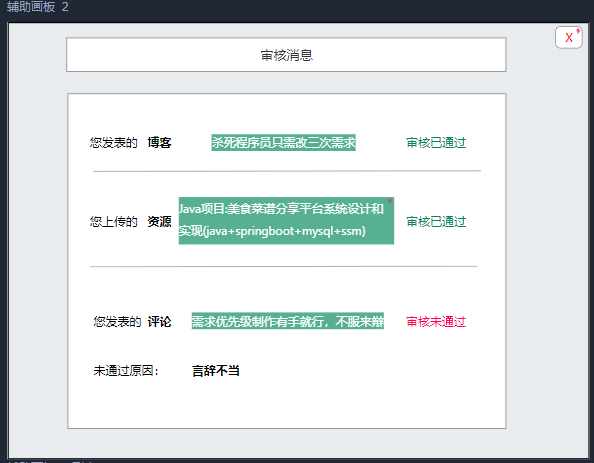 辅助画板 2
X
审核消息
您发表的 博客 杀死程序员只需改三次需求 审核已通过
您上传的 资源 Java项目:美食菜谱分享平台系统设计和
实现(java+springboot+mysql+ssm) 审核已通过
您发表的 评论 需求优先级制作有手就行，不服来辩 审核未通过
未通过原因： 言辞不当